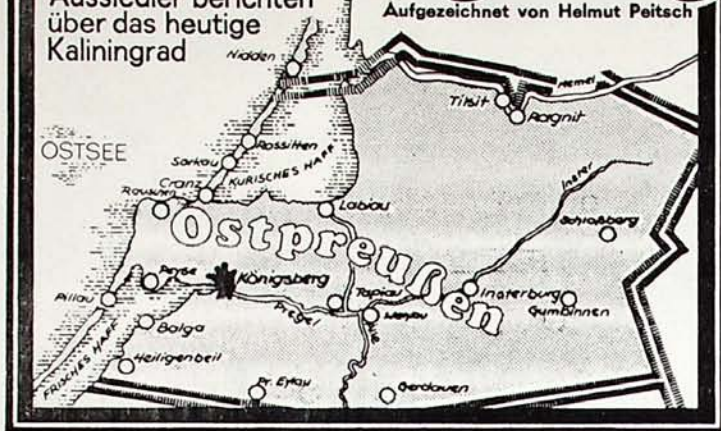 Aussiedler berichten
über das heutige
Kaliningrad
Aufgezeichnet von Helmut Peitsch
Nidden
Memel
Tilsit
Ragnit
OSTSEE
Rossitten
Sarkau
KURISCHES HAFF
Cranz
Rauschen
Inster
Labiau
Schloßberg
Ostpreußen
Königsberg
Tapiau
Insterburg
Gumbinnen
Pillau
Pregel
Wehlau
Balga
Heiligenbeil
FRISCHES HAFF
Pr. Eylau
Gerdauen